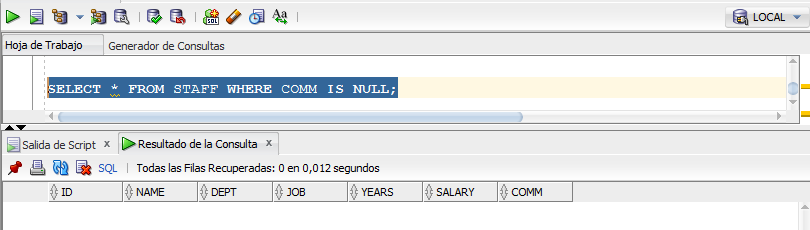 LOCAL
Hoja de Trabajo Generador de Consultas
SELECT * FROM STAFF WHERE COMM IS NULL;
Salida de Script x Resultado de la Consulta x
SQL | Todas las Filas Recuperadas: 0 en 0,012 segundos
ID NAME DEPT JOB YEARS SALARY COMM